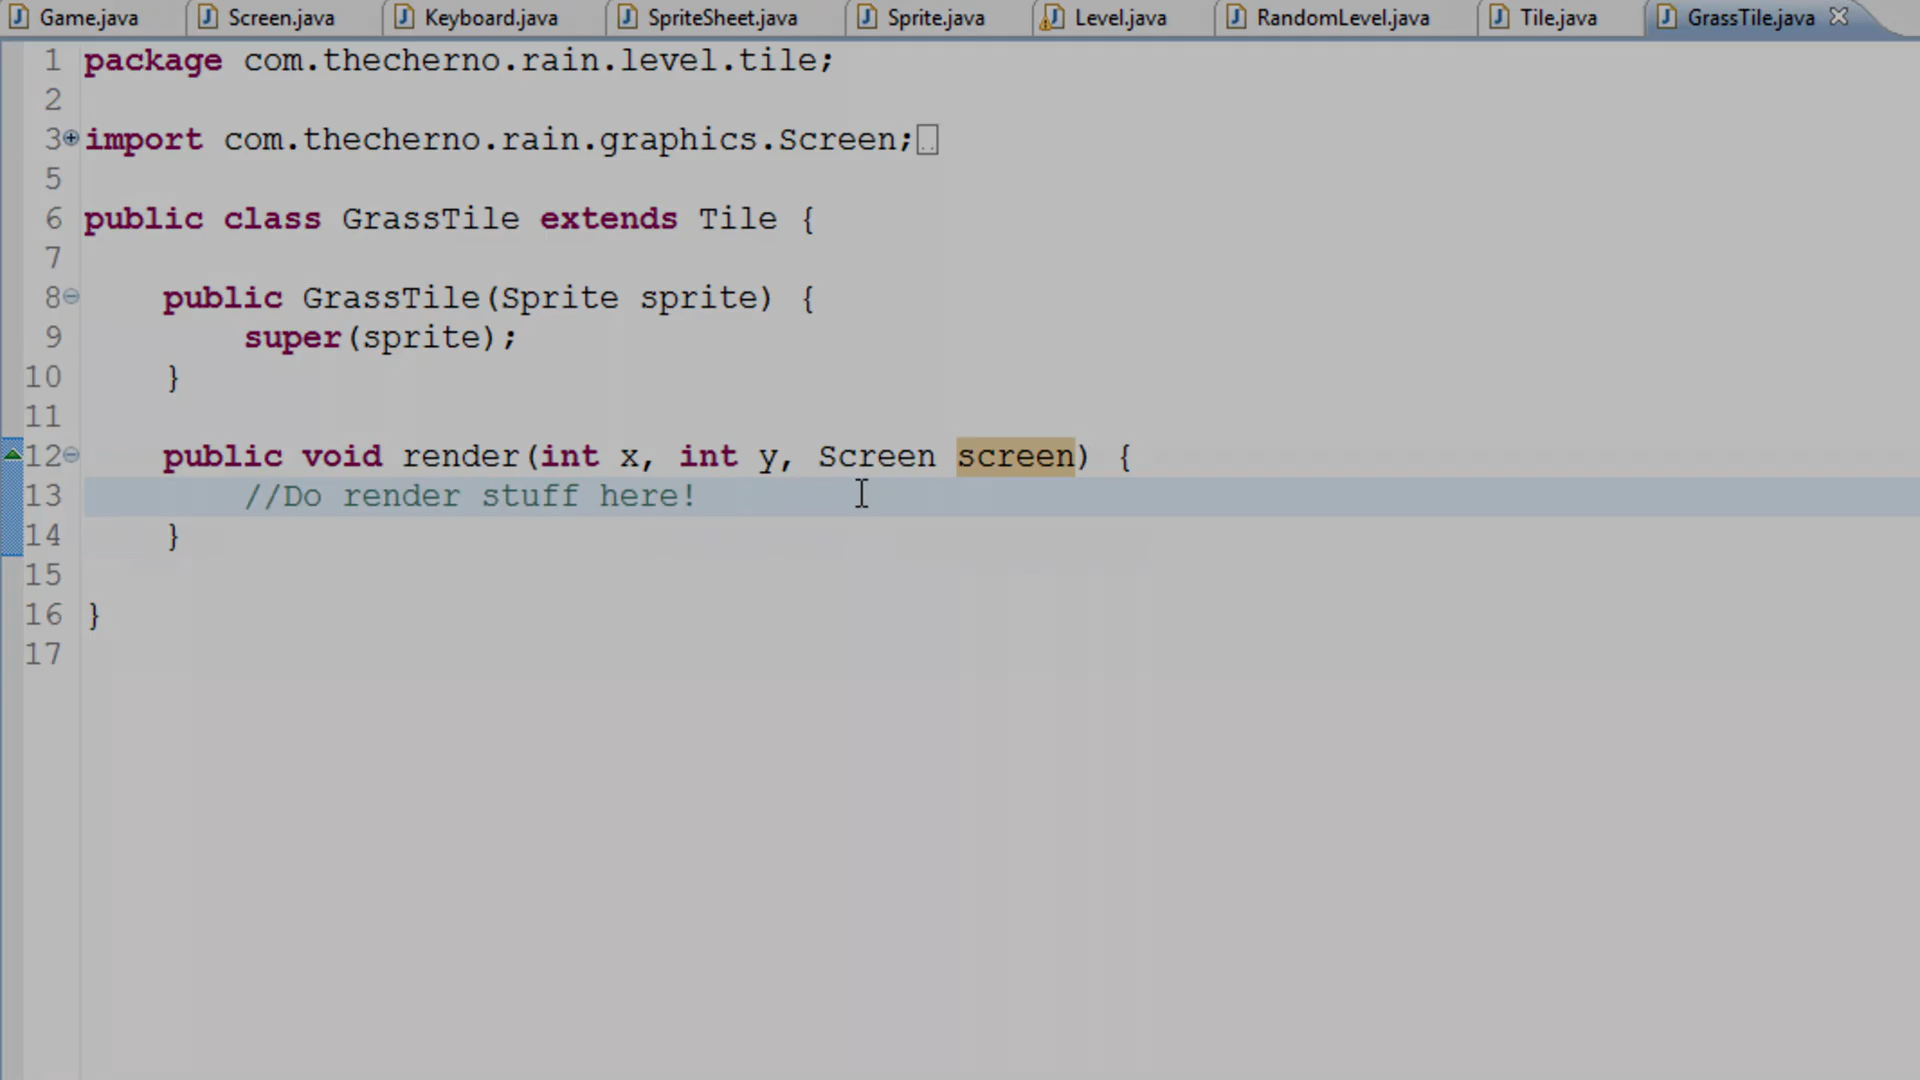 Game.java Screen.java Keyboard.java SpriteSheet.java Sprite.java Level.java RandomLevel.java Tile.java GrassTile.java
1 package com.thecherno.rain.level.tile;
2
3 import com.thecherno.rain.graphics.Screen;
5
6 public class GrassTile extends Tile {
7
8 public GrassTile(Sprite sprite) {
9 super(sprite);
10 }
11
12 public void render(int x, int y, Screen screen) {
13 //Do render stuff here!
14 }
15
16 }
17